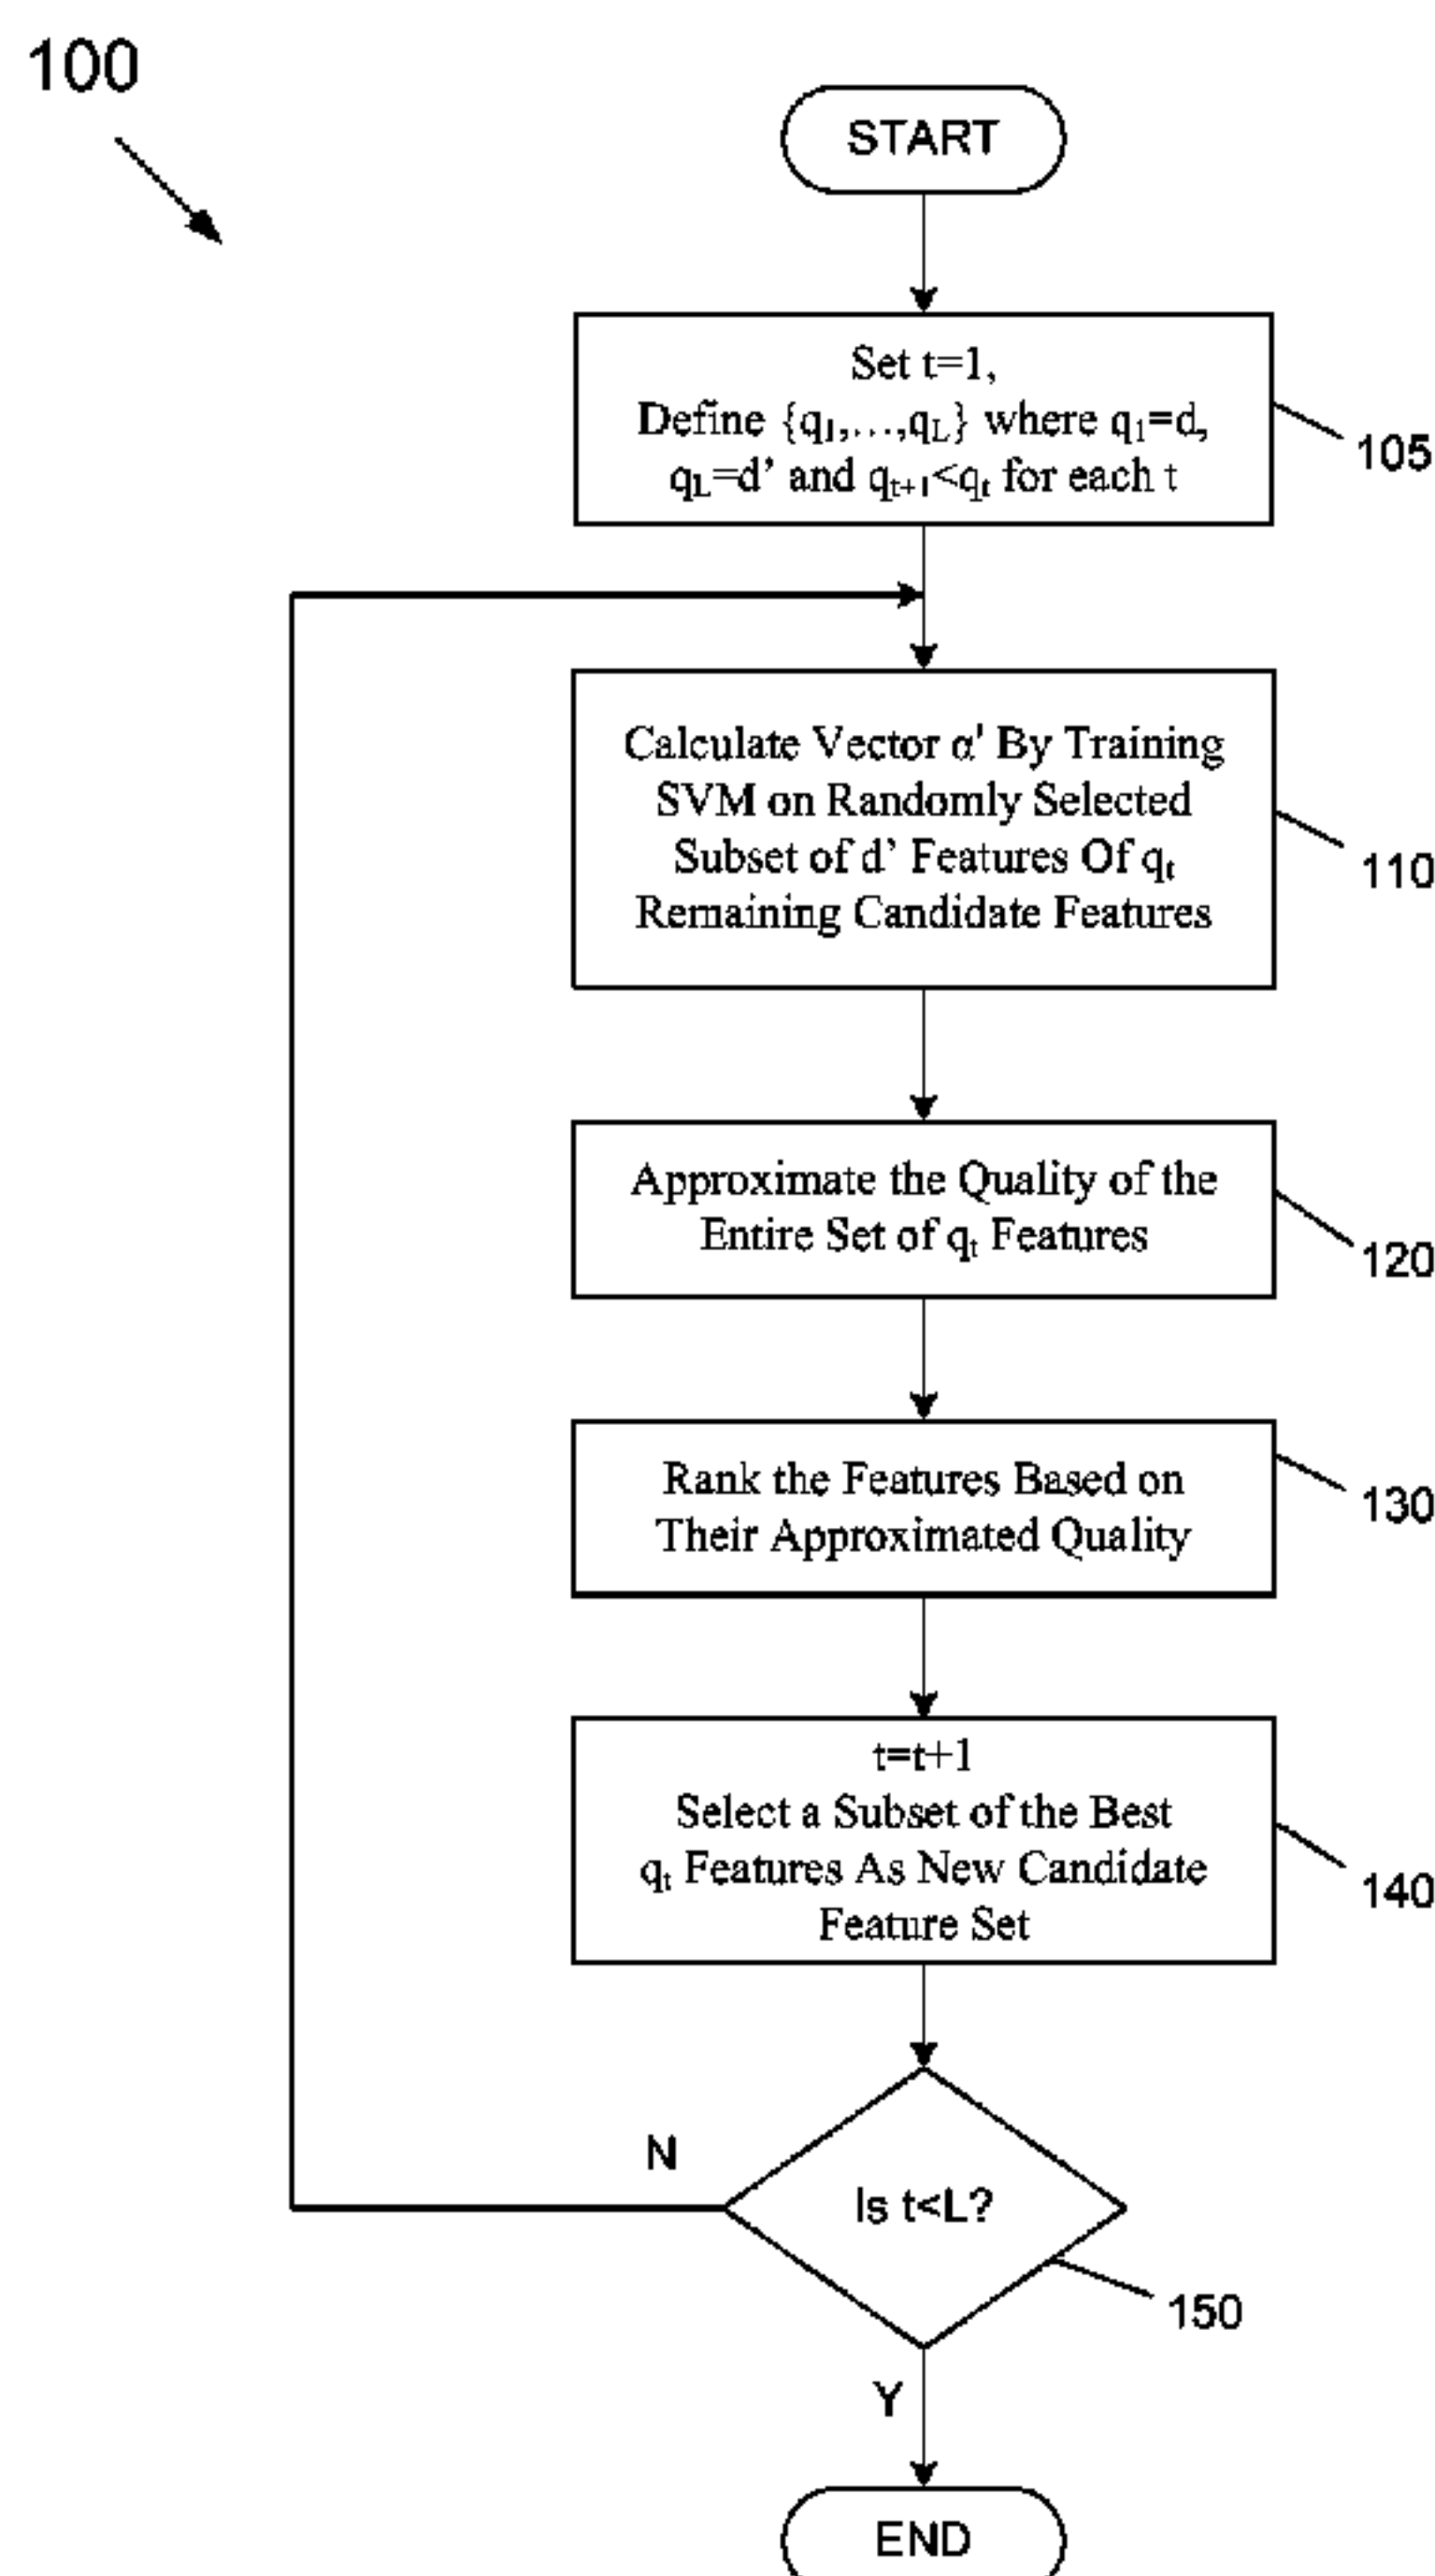 100
START
Set t=1,
Define {q₁,…,q_L} where q₁=d,
q_L=d’ and qₜ₊₁<qₜ for each t
105
Calculate Vector α' By Training
SVM on Randomly Selected
Subset of d’ Features Of qₜ
Remaining Candidate Features
110
Approximate the Quality of the
Entire Set of qₜ Features
120
Rank the Features Based on
Their Approximated Quality
130
t=t+1
Select a Subset of the Best
qₜ Features As New Candidate
Feature Set
140
N
Is t<L?
150
Y
END